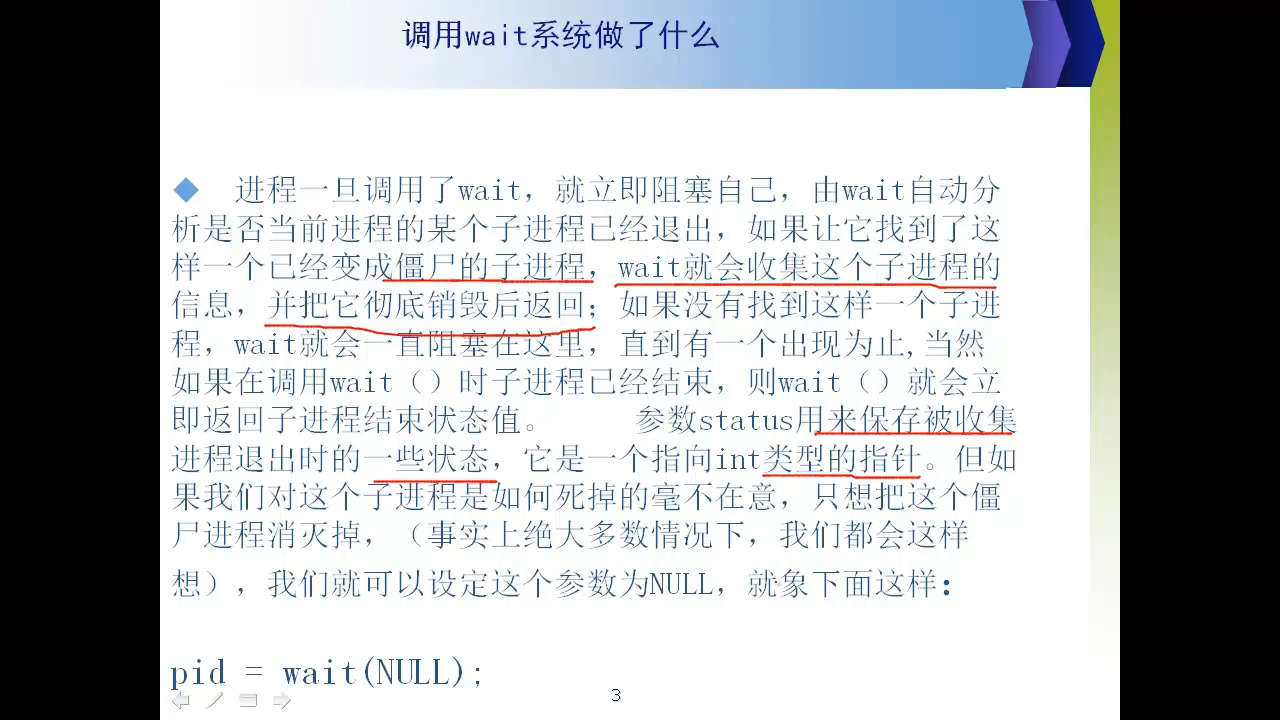 调用wait系统做了什么
进程一旦调用了wait，就立即阻塞自己，由wait自动分
析是否当前进程的某个子进程已经退出，如果让它找到了这
样一个已经变成僵尸的子进程，wait就会收集这个子进程的
信息，并把它彻底销毁后返回；如果没有找到这样一个子进
程，wait就会一直阻塞在这里，直到有一个出现为止,当然
如果在调用wait（）时子进程已经结束，则wait（）就会立
即返回子进程结束状态值。 参数status用来保存被收集
进程退出时的一些状态，它是一个指向int类型的指针。但如
果我们对这个子进程是如何死掉的毫不在意，只想把这个僵
尸进程消灭掉，（事实上绝大多数情况下，我们都会这样
想），我们就可以设定这个参数为NULL，就象下面这样：
pid = wait(NULL);
3